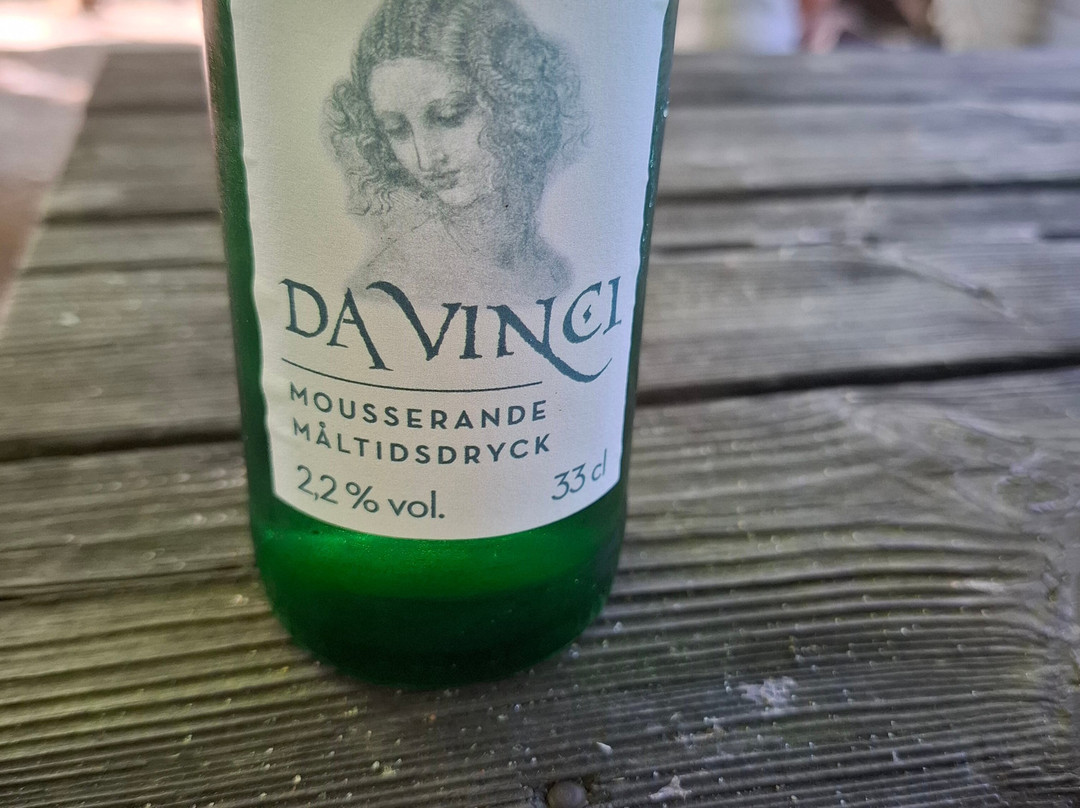 DA VINCI
MOUSSERANDE
MÅLTIDSDRYCK
2,2 % vol. 33 cl